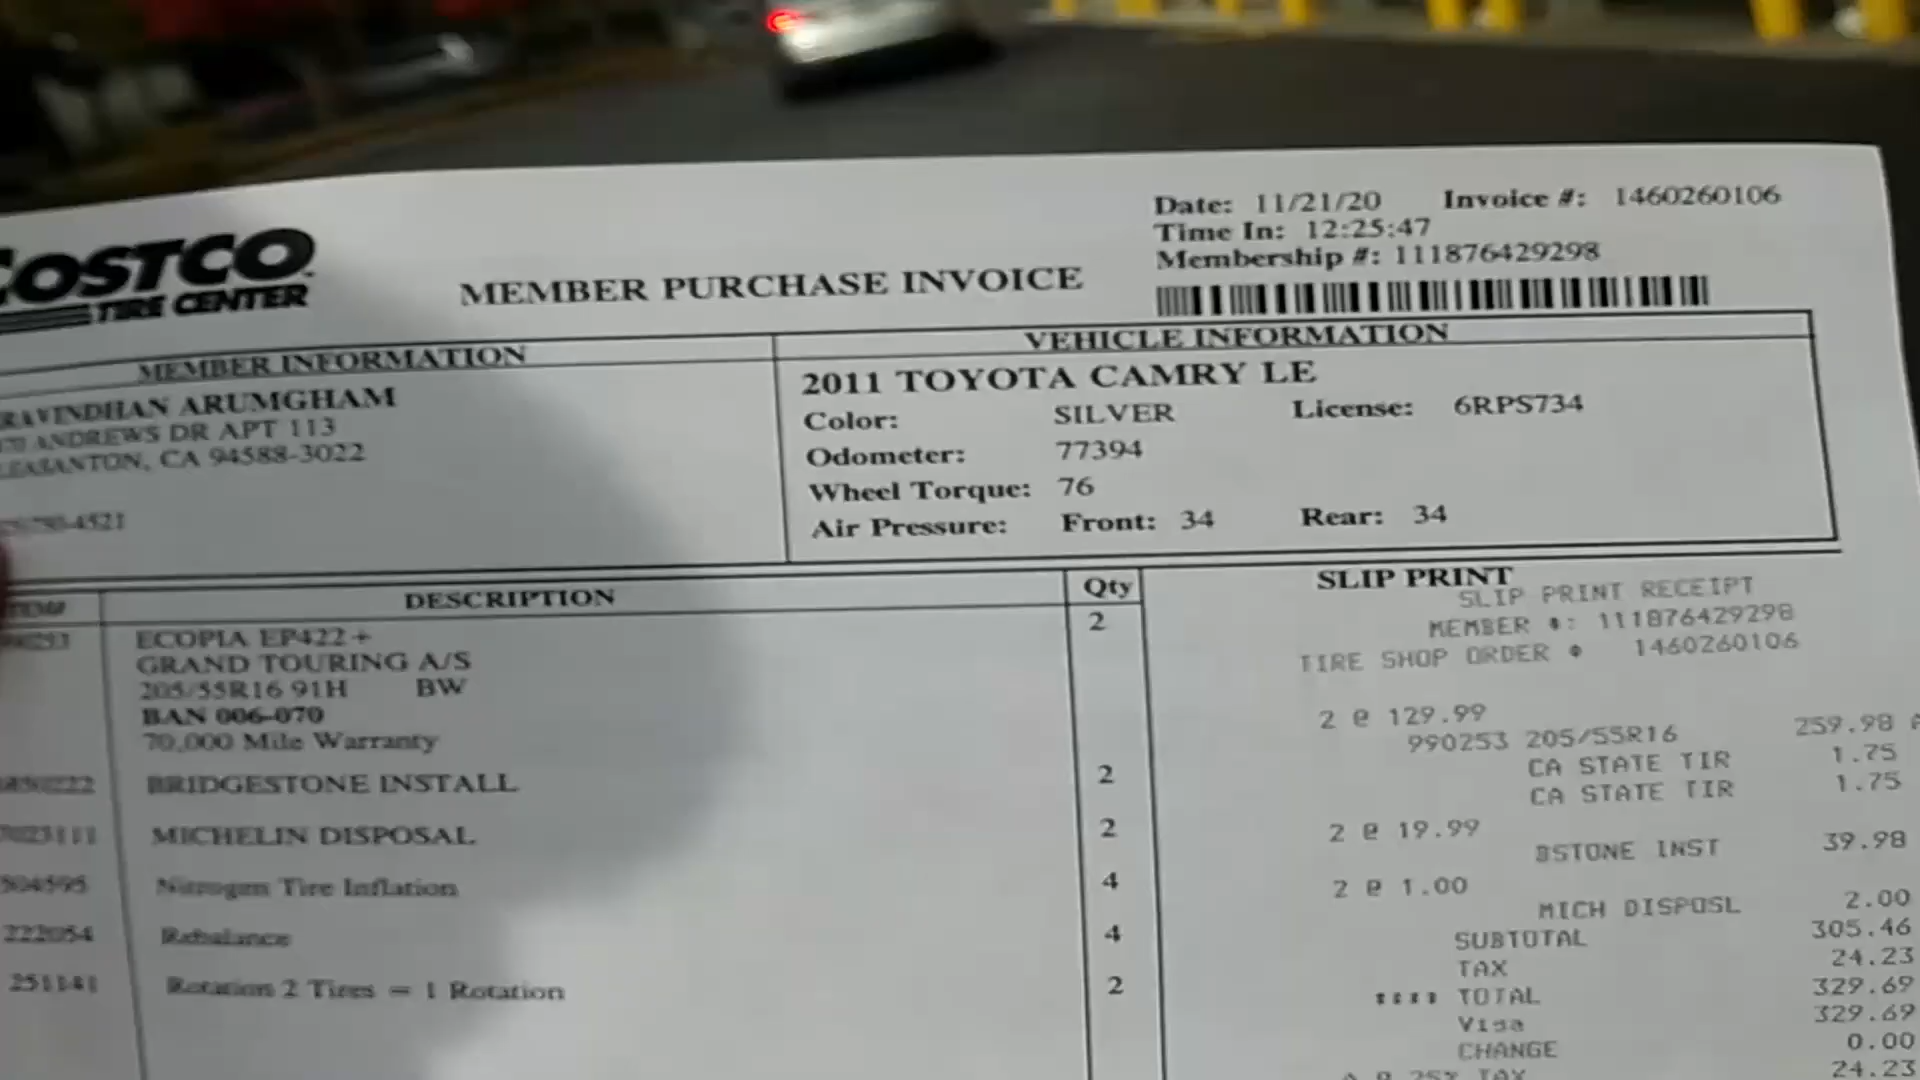 COSTCO
TIRE CENTER
MEMBER PURCHASE INVOICE
Date: 11/21/20 Invoice #: 1460260106
Time In: 12:25:47
Membership #: 111876429298
MEMBER INFORMATION
RAVINDHAN ARUMGHAM
ANDREWS DR APT 113
LEASANTON, CA 94588-3022
-4521
VEHICLE INFORMATION
2011 TOYOTA CAMRY LE
Color: SILVER License: 6RPS734
Odometer: 77394
Wheel Torque: 76
Air Pressure: Front: 34 Rear: 34
DESCRIPTION Qty
ECOPIA EP422+ 2
GRAND TOURING A/S
205/55R16 91H BW
BAN 006-070
70,000 Mile Warranty
BRIDGESTONE INSTALL 2
MICHELIN DISPOSAL 2
Nitrogen Tire Inflation 4
222054 Rebalance 4
251141 Rotation 2 Tires = 1 Rotation 2
SLIP PRINT
SLIP PRINT RECEIPT
MEMBER #: 111876429298
TIRE SHOP ORDER # 1460260106
2 @ 129.99
990253 205/55R16 259.98 A
CA STATE TIR 1.75
CA STATE TIR 1.75
2 @ 19.99
BSTONE INST 39.98
2 @ 1.00
MICH DISPOSL 2.00
SUBTOTAL 305.46
TAX 24.23
**** TOTAL 329.69
Visa 329.69
CHANGE 0.00
TAX 24.23